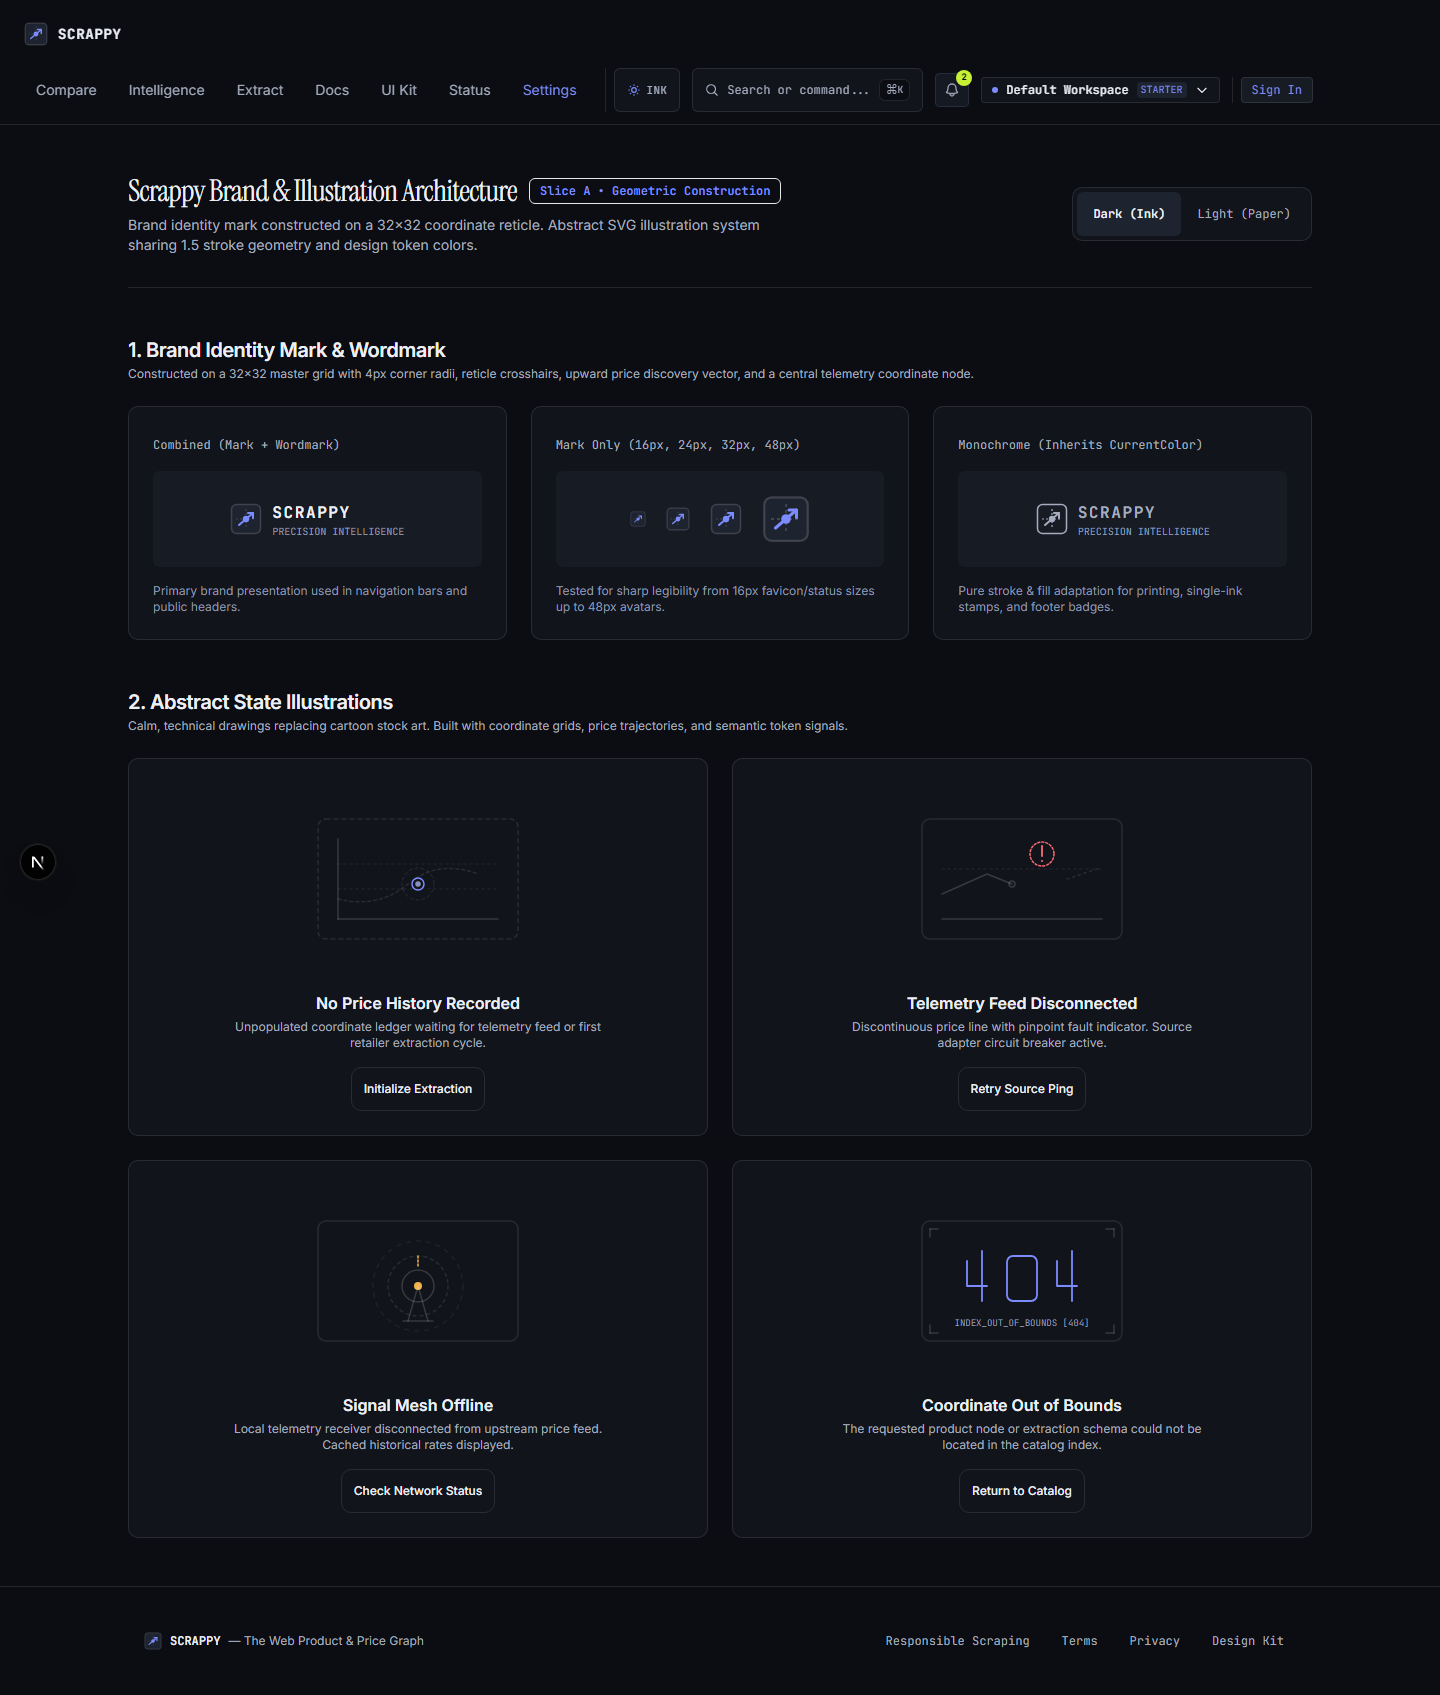 SCRAPPY
Compare Intelligence Extract Docs UI Kit Status Settings INK Search or command... ⌘K 2 Default Workspace STARTER Sign In
Scrappy Brand & Illustration Architecture Slice A • Geometric Construction
Brand identity mark constructed on a 32×32 coordinate reticle. Abstract SVG illustration system
sharing 1.5 stroke geometry and design token colors.
Dark (Ink) Light (Paper)
1. Brand Identity Mark & Wordmark
Constructed on a 32×32 master grid with 4px corner radii, reticle crosshairs, upward price discovery vector, and a central telemetry coordinate node.
Combined (Mark + Wordmark)
SCRAPPY
PRECISION INTELLIGENCE
Primary brand presentation used in navigation bars and
public headers.
Mark Only (16px, 24px, 32px, 48px)
Tested for sharp legibility from 16px favicon/status sizes
up to 48px avatars.
Monochrome (Inherits CurrentColor)
SCRAPPY
PRECISION INTELLIGENCE
Pure stroke & fill adaptation for printing, single-ink
stamps, and footer badges.
2. Abstract State Illustrations
Calm, technical drawings replacing cartoon stock art. Built with coordinate grids, price trajectories, and semantic token signals.
No Price History Recorded
Unpopulated coordinate ledger waiting for telemetry feed or first
retailer extraction cycle.
Initialize Extraction
Telemetry Feed Disconnected
Discontinuous price line with pinpoint fault indicator. Source
adapter circuit breaker active.
Retry Source Ping
N
Signal Mesh Offline
Local telemetry receiver disconnected from upstream price feed.
Cached historical rates displayed.
Check Network Status
404
INDEX_OUT_OF_BOUNDS [404]
Coordinate Out of Bounds
The requested product node or extraction schema could not be
located in the catalog index.
Return to Catalog
SCRAPPY — The Web Product & Price Graph
Responsible Scraping Terms Privacy Design Kit